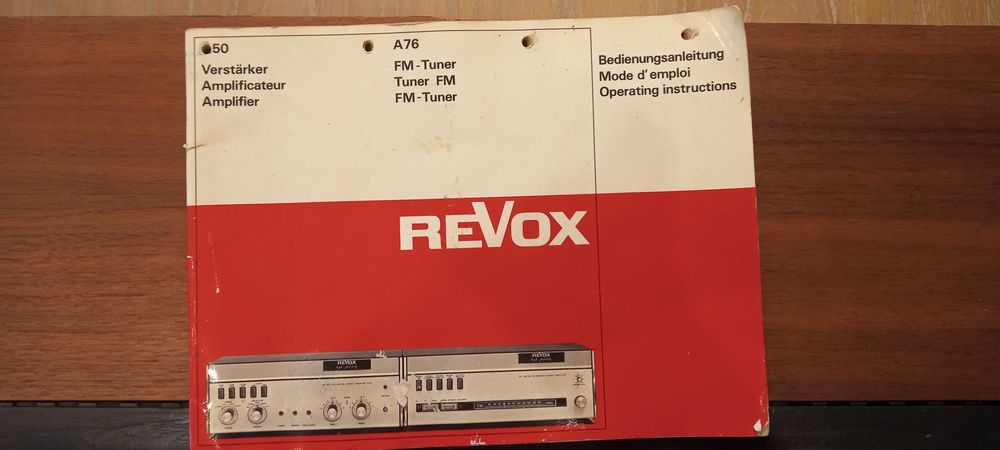 50
Verstärker
Amplificateur
Amplifier
A76
FM-Tuner
Tuner FM
FM-Tuner
Bedienungsanleitung
Mode d'emploi
Operating instructions
REVOX
REVOX
REVOX